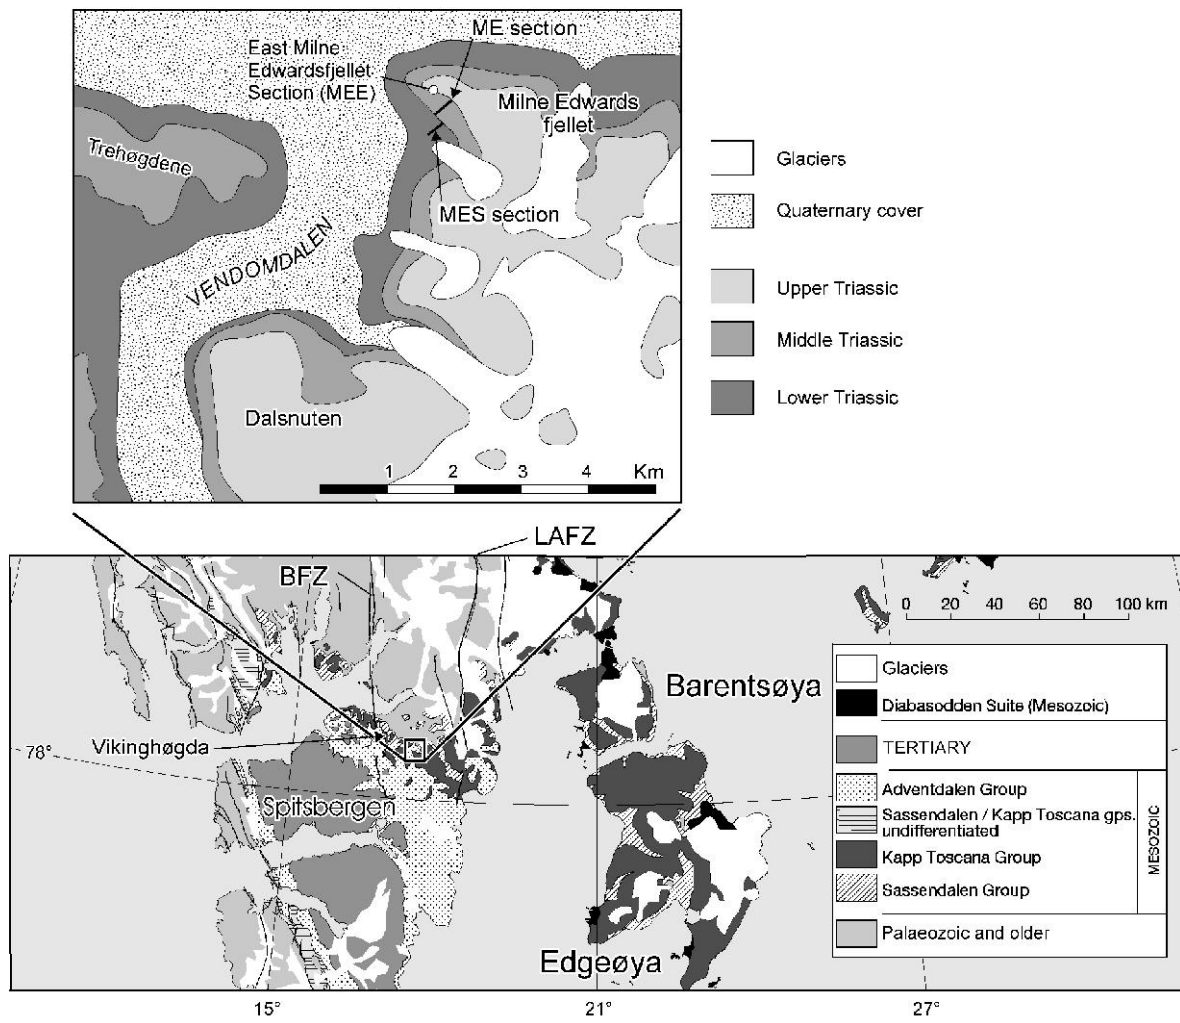 ME section
East Milne
Edwardsfjellet
Section (MEE)
Milne Edwards
fjellet
Trehøgdene
MES section
VENDOMDALEN
Dalsnuten
1 2 3 4 Km
Glaciers
Quaternary cover
Upper Triassic
Middle Triassic
Lower Triassic
LAFZ
BFZ
0 20 40 60 80 100 km
Barentsøya
Vikinghøgda
78°
Spitsbergen
Edgeøya
Glaciers
Diabasodden Suite (Mesozoic)
TERTIARY
Adventdalen Group
Sassendalen / Kapp Toscana gps.
undifferentiated
Kapp Toscana Group
Sassendalen Group
MESOZOIC
Palaeozoic and older
15° 21° 27°